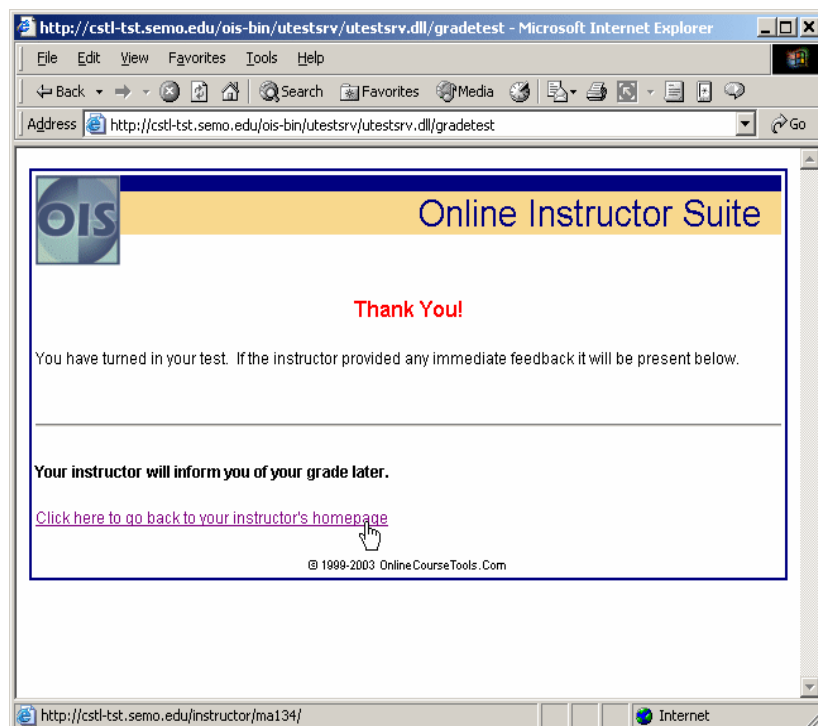 http://cstl-tst.semo.edu/ois-bin/utestsrv/utestsrv.dll/gradetest - Microsoft Internet Explorer
File Edit View Favorites Tools Help
Back Search Favorites Media
Address http://cstl-tst.semo.edu/ois-bin/utestsrv/utestsrv.dll/gradetest Go
OIS
Online Instructor Suite
Thank You!
You have turned in your test. If the instructor provided any immediate feedback it will be present below.
Your instructor will inform you of your grade later.
Click here to go back to your instructor's homepage
© 1999-2003 OnlineCourseTools.Com
http://cstl-tst.semo.edu/instructor/ma134/ Internet